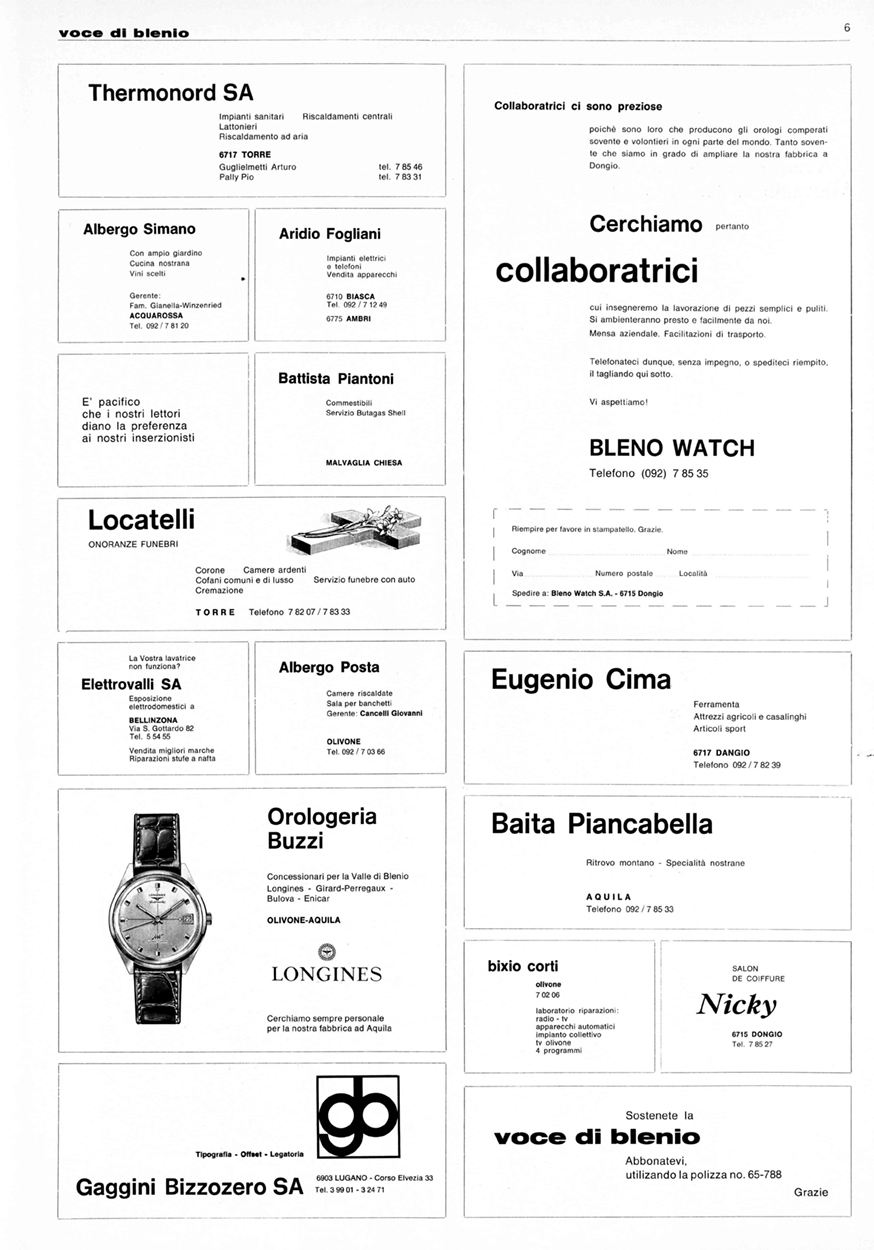 voce di blenio
6
Thermonord SA
Impianti sanitari Riscaldamenti centrali
Lattonieri
Riscaldamento ad aria
6717 TORRE
Guglielmetti Arturo tel. 7 85 46
Pally Pio tel. 7 83 31
Albergo Simano
Con ampio giardino
Cucina nostrana
Vini scelti
Gerente:
Fam. Gianella-Winzenried
ACQUAROSSA
Tel. 092 / 7 81 20
Aridio Fogliani
Impianti elettrici
e telefoni
Vendita apparecchi
6710 BIASCA
Tel. 092 / 7 12 49
6775 AMBRI
E' pacifico
che i nostri lettori
diano la preferenza
ai nostri inserzionisti
Battista Piantoni
Commestibili
Servizio Butagas Shell
MALVAGLIA CHIESA
Locatelli
ONORANZE FUNEBRI
Corone Camere ardenti
Cofani comuni e di lusso Servizio funebre con auto
Cremazione
TORRE Telefono 7 82 07 / 7 83 33
La Vostra lavatrice
non funziona?
Elettrovalli SA
Esposizione
elettrodomestici a
BELLINZONA
Via S. Gottardo 82
Tel. 5 54 55
Vendita migliori marche
Riparazioni stufe a nafta
Albergo Posta
Camere riscaldate
Sala per banchetti
Gerente: Cancelli Giovanni
OLIVONE
Tel. 092 / 7 03 66
Orologeria
Buzzi
Concessionari per la Valle di Blenio
Longines - Girard-Perregaux -
Bulova - Enicar
OLIVONE-AQUILA
LONGINES
LONGINES
Cerchiamo sempre personale
per la nostra fabbrica ad Aquila
gb
Tipografia - Offset - Legatoria
Gaggini Bizzozero SA
6903 LUGANO - Corso Elvezia 33
Tel. 3 99 01 - 3 24 71
Collaboratrici ci sono preziose
poichè sono loro che producono gli orologi comperati
sovente e volontieri in ogni parte del mondo. Tanto soven-
te che siamo in grado di ampliare la nostra fabbrica a
Dongio.
Cerchiamo pertanto
collaboratrici
cui insegneremo la lavorazione di pezzi semplici e puliti.
Si ambienteranno presto e facilmente da noi.
Mensa aziendale. Facilitazioni di trasporto.
Telefonateci dunque, senza impegno, o spediteci riempito,
il tagliando qui sotto.
Vi aspettiamo!
BLENO WATCH
Telefono (092) 7 85 35
Riempire per favore in stampatello. Grazie.
Cognome Nome
Via Numero postale Località
Spedire a: Bleno Watch S.A. - 6715 Dongio
Eugenio Cima
Ferramenta
Attrezzi agricoli e casalinghi
Articoli sport
6717 DANGIO
Telefono 092 / 7 82 39
Baita Piancabella
Ritrovo montano - Specialità nostrane
AQUILA
Telefono 092 / 7 85 33
bixio corti
olivone
7 02 06
laboratorio riparazioni:
radio - tv
apparecchi automatici
impianto collettivo
tv olivone
4 programmi
SALON
DE COIFFURE
Nicky
6715 DONGIO
Tel. 7 85 27
Sostenete la
voce di blenio
Abbonatevi,
utilizando la polizza no. 65-788
Grazie